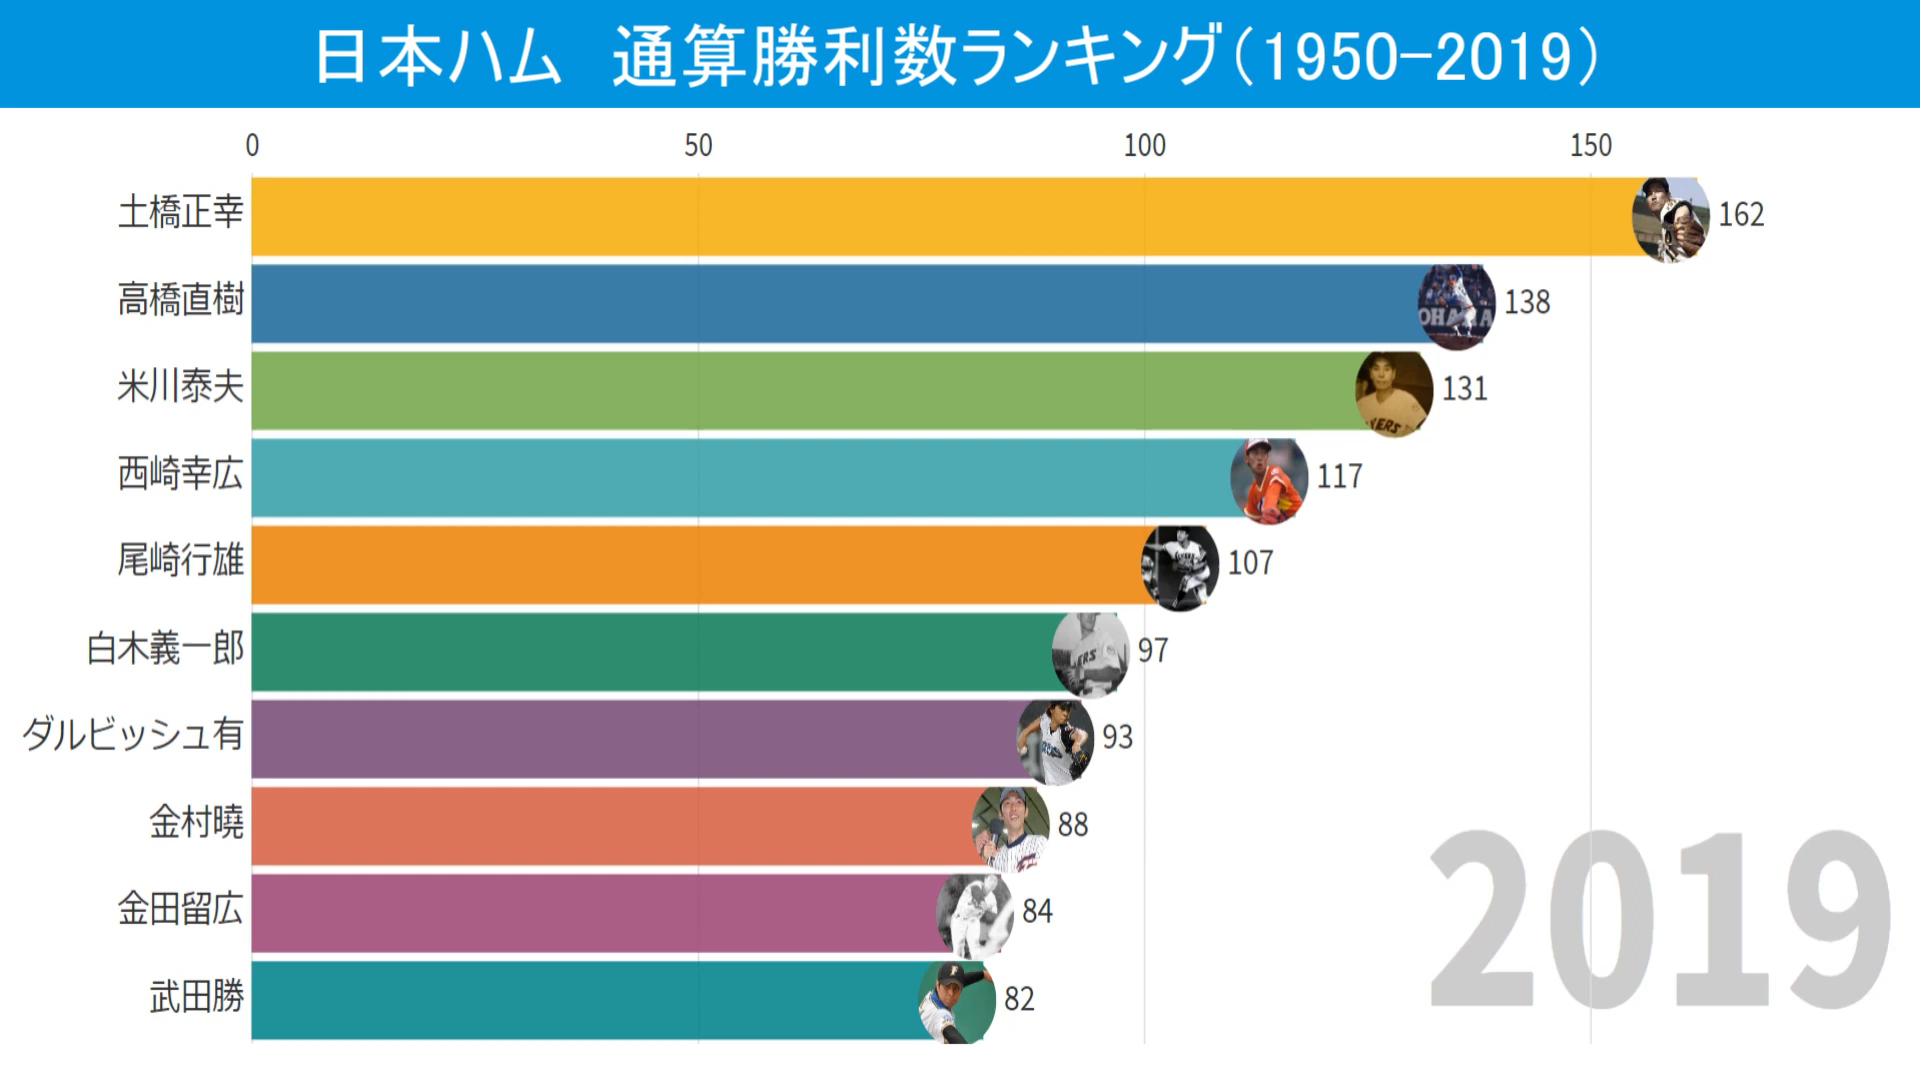 日本ハム　通算勝利数ランキング（1950−2019）
0 50 100 150
土橋正幸 162
高橋直樹 138
OHA A
米川泰夫 131
YERS
西崎幸広 117
尾崎行雄 107
白木義一郎 97
ERS
ダルビッシュ有 93
金村曉 88
金田留広 84
武田勝 82
F
2019